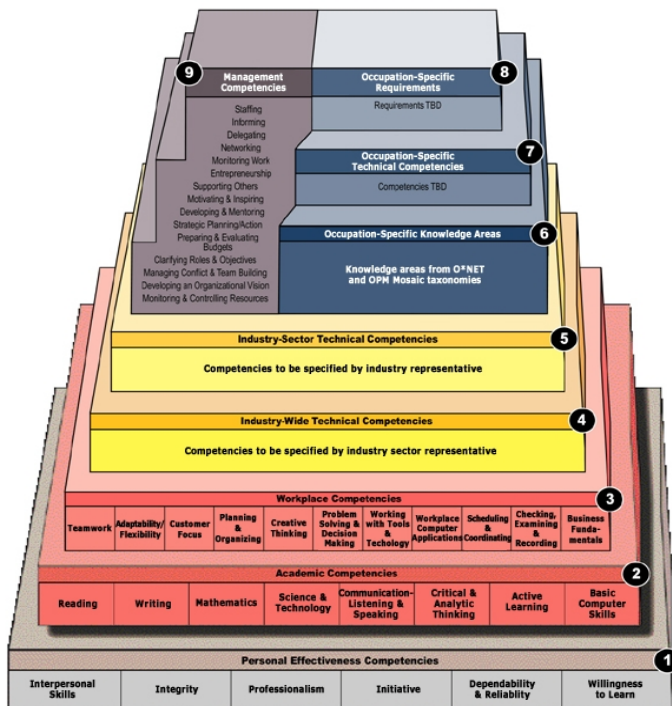 9
Management
Competencies
Staffing
Informing
Delegating
Networking
Monitoring Work
Entrepreneurship
Supporting Others
Motivating & Inspiring
Developing & Mentoring
Strategic Planning/Action
Preparing & Evaluating
Budgets
Clarifying Roles & Objectives
Managing Conflict & Team Building
Developing an Organizational Vision
Monitoring & Controlling Resources
8
Occupation-Specific
Requirements
Requirements TBD
7
Occupation-Specific
Technical Competencies
Competencies TBD
6
Occupation-Specific Knowledge Areas
Knowledge areas from O*NET
and OPM Mosaic taxonomies
5
Industry-Sector Technical Competencies
Competencies to be specified by industry representative
4
Industry-Wide Technical Competencies
Competencies to be specified by industry sector representative
3
Workplace Competencies
Teamwork
Adaptability/
Flexibility
Customer
Focus
Planning
&
Organizing
Creative
Thinking
Problem
Solving &
Decision
Making
Working
with Tools
&
Techology
Workplace
Computer
Applications
Scheduling
&
Coordinating
Checking,
Examining
&
Recording
Business
Funda-
mentals
2
Academic Competencies
Reading
Writing
Mathematics
Science &
Technology
Communication-
Listening &
Speaking
Critical &
Analytic
Thinking
Active
Learning
Basic
Computer
Skills
1
Personal Effectiveness Competencies
Interpersonal
Skills
Integrity
Professionalism
Initiative
Dependability
& Reliablity
Willingness
to Learn